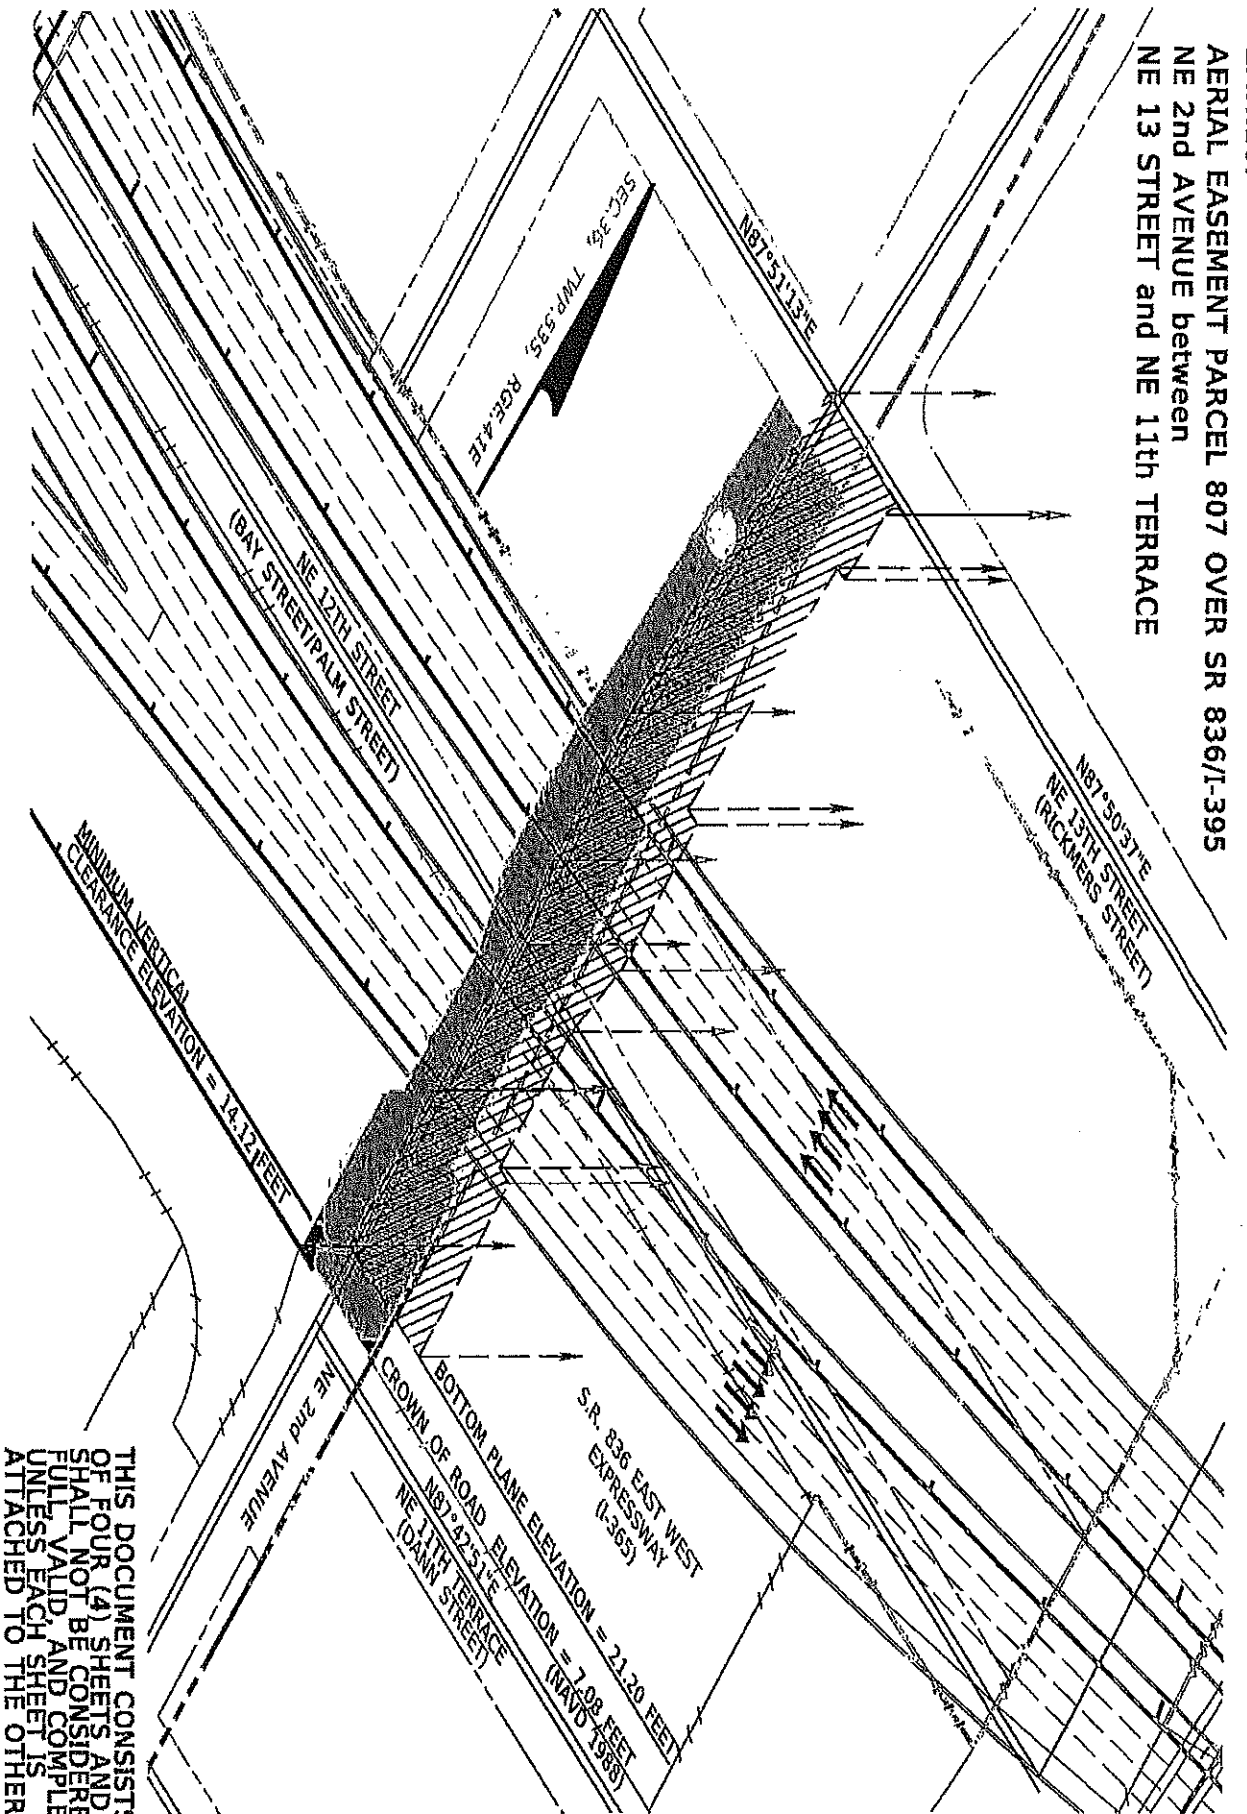 AERIAL EASEMENT PARCEL 807 OVER SR 836/I-395
NE 2nd AVENUE between
NE 13 STREET and NE 11th TERRACE
N87°51'13"E
SEC.36, TWP.53S, RGE.41E
N87°50'37"E
NE 13TH STREET
(RICKMERS STREET)
NE 12TH STREET
(BAY STREET/PALM STREET)
MINIMUM VERTICAL
CLEARANCE ELEVATION = 14.12 FEET
S.R. 836 EAST WEST
EXPRESSWAY
(I-365)
BOTTOM PLANE ELEVATION = 21.20 FEET
CROWN OF ROAD ELEVATION = 7.08 FEET
(NAVD 1988)
N87°42'51"E
NE 11TH TERRACE
(DANN STREET)
NE 2nd AVENUE
THIS DOCUMENT CONSISTS
OF FOUR (4) SHEETS AND
SHALL NOT BE CONSIDERE
FULL, VALID, AND COMPLE
UNLESS EACH SHEET IS
ATTACHED TO THE OTHER